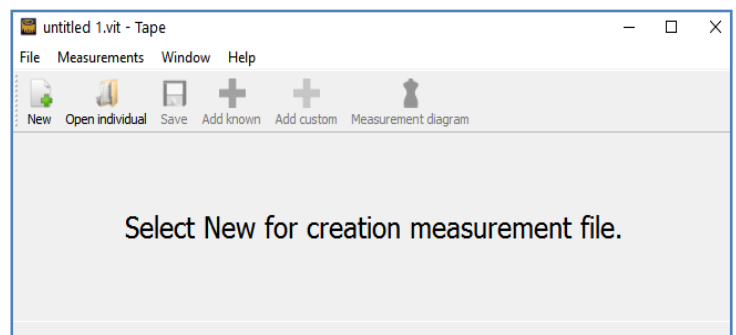 untitled 1.vit - Tape
File Measurements Window Help
New Open individual Save Add known Add custom Measurement diagram
Select New for creation measurement file.